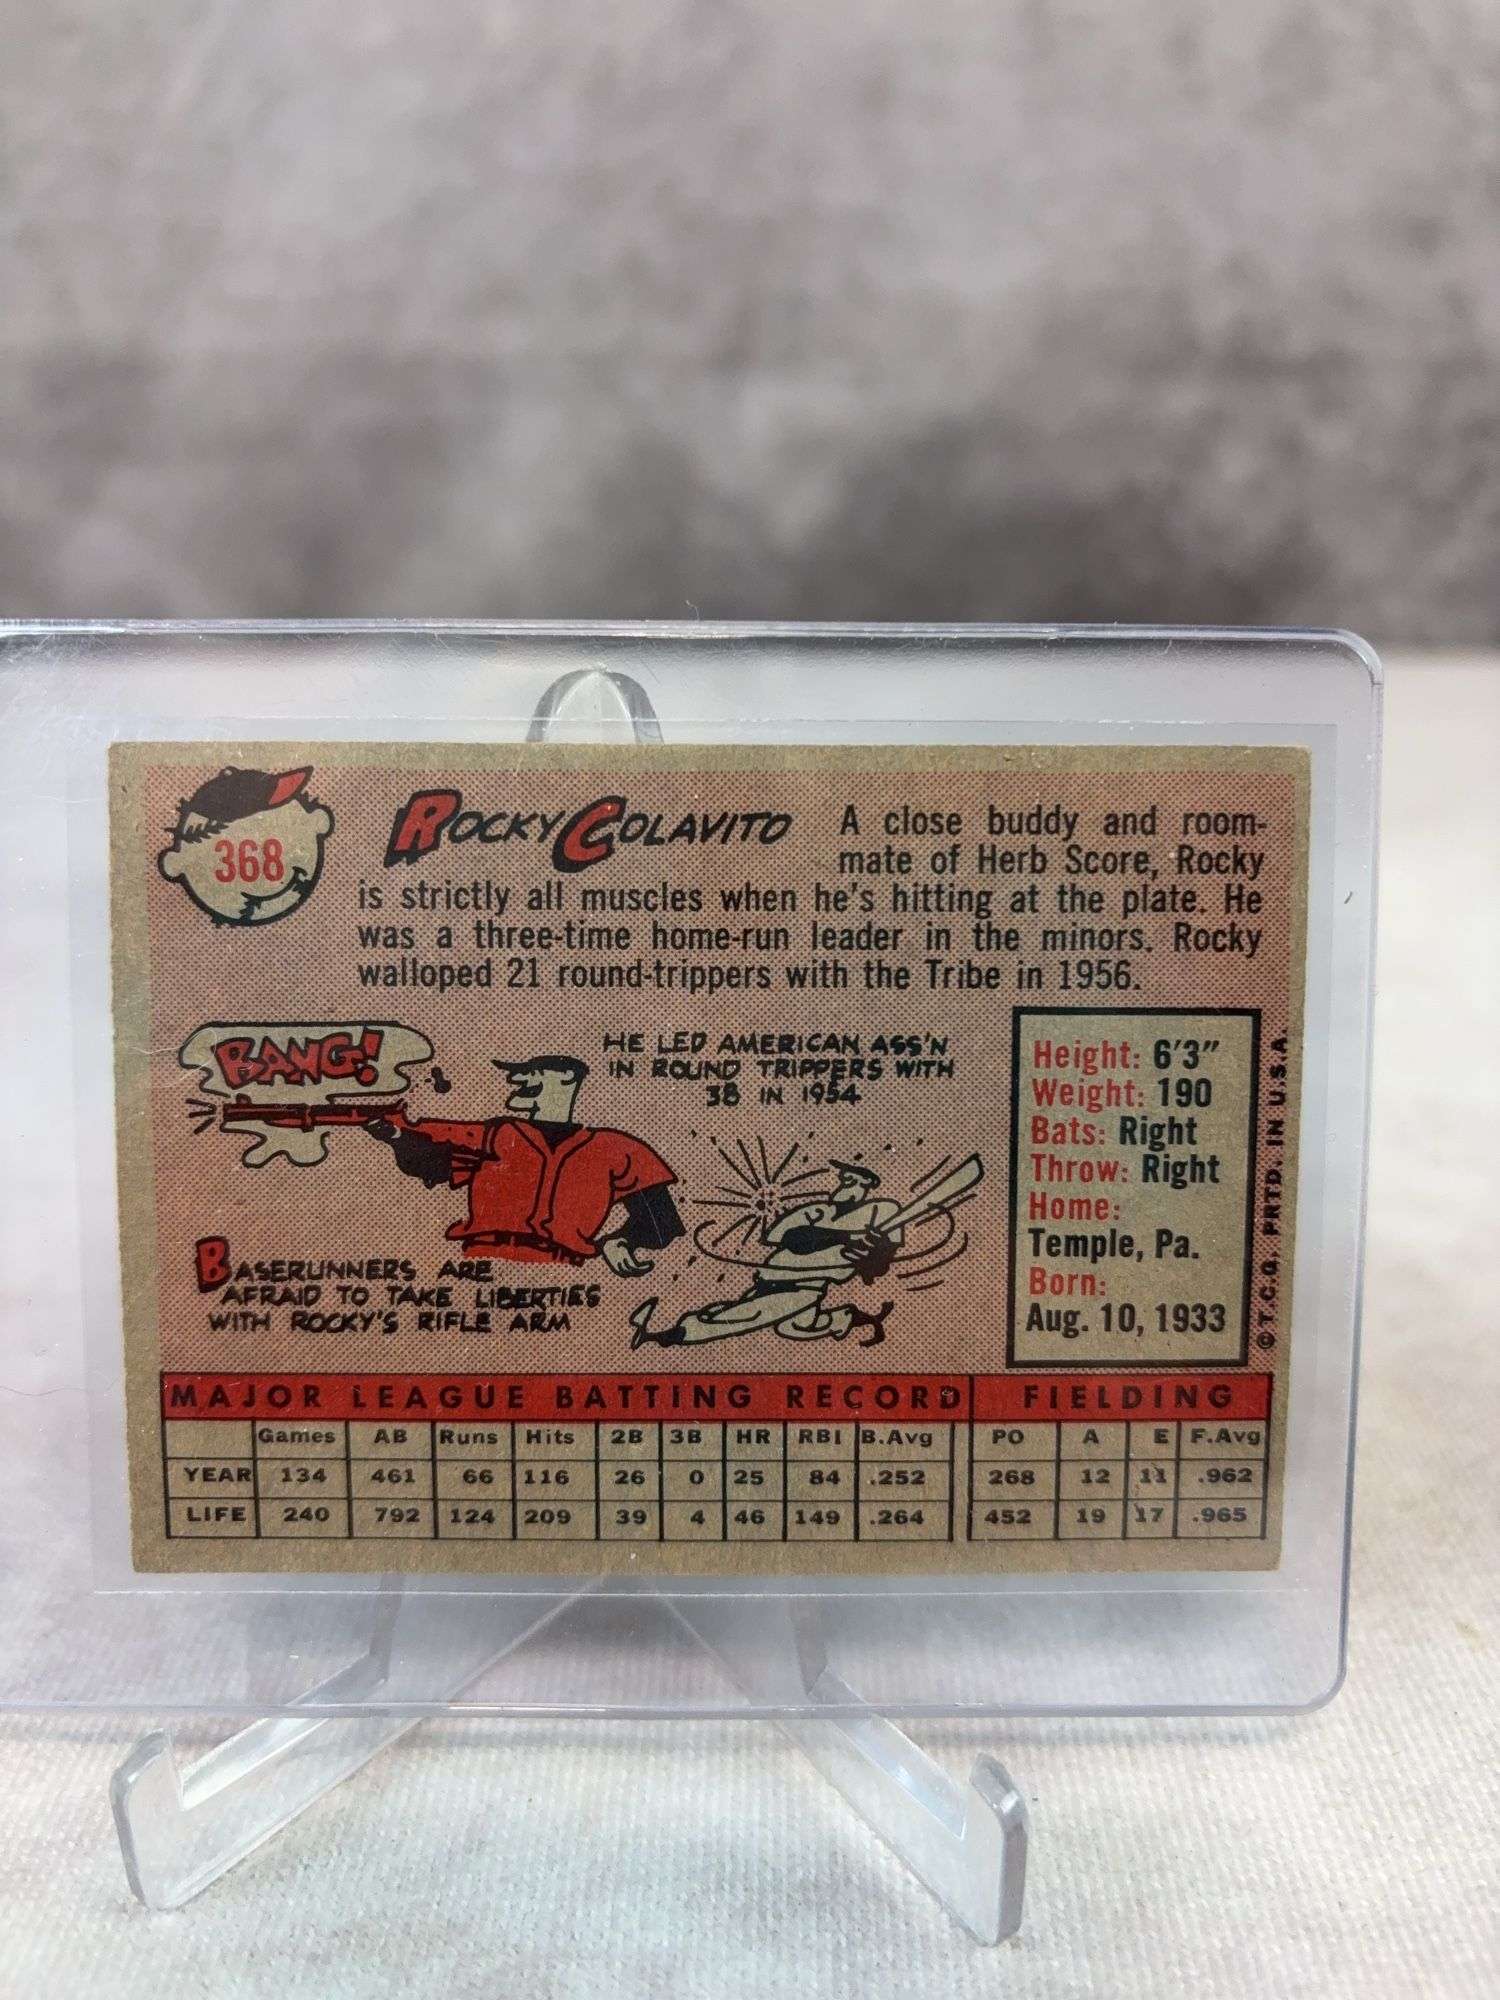 368
ROCKY COLAVITO
A close buddy and room-
mate of Herb Score, Rocky
is strictly all muscles when he's hitting at the plate. He
was a three-time home-run leader in the minors. Rocky
walloped 21 round-trippers with the Tribe in 1956.
BANG!
HE LED AMERICAN ASS'N
IN ROUND TRIPPERS WITH
38 IN 1954
BASERUNNERS ARE
AFRAID TO TAKE LIBERTIES
WITH ROCKY'S RIFLE ARM
Height: 6'3"
Weight: 190
Bats: Right
Throw: Right
Home:
Temple, Pa.
Born:
Aug. 10, 1933
© T.C.G. PRTD. IN U.S.A.
MAJOR LEAGUE BATTING RECORD FIELDING
Games AB Runs Hits 2B 3B HR RBI B.Avg PO A E F.Avg
YEAR 134 461 66 116 26 0 25 84 .252 268 12 11 .962
LIFE 240 792 124 209 39 4 46 149 .264 452 19 17 .965